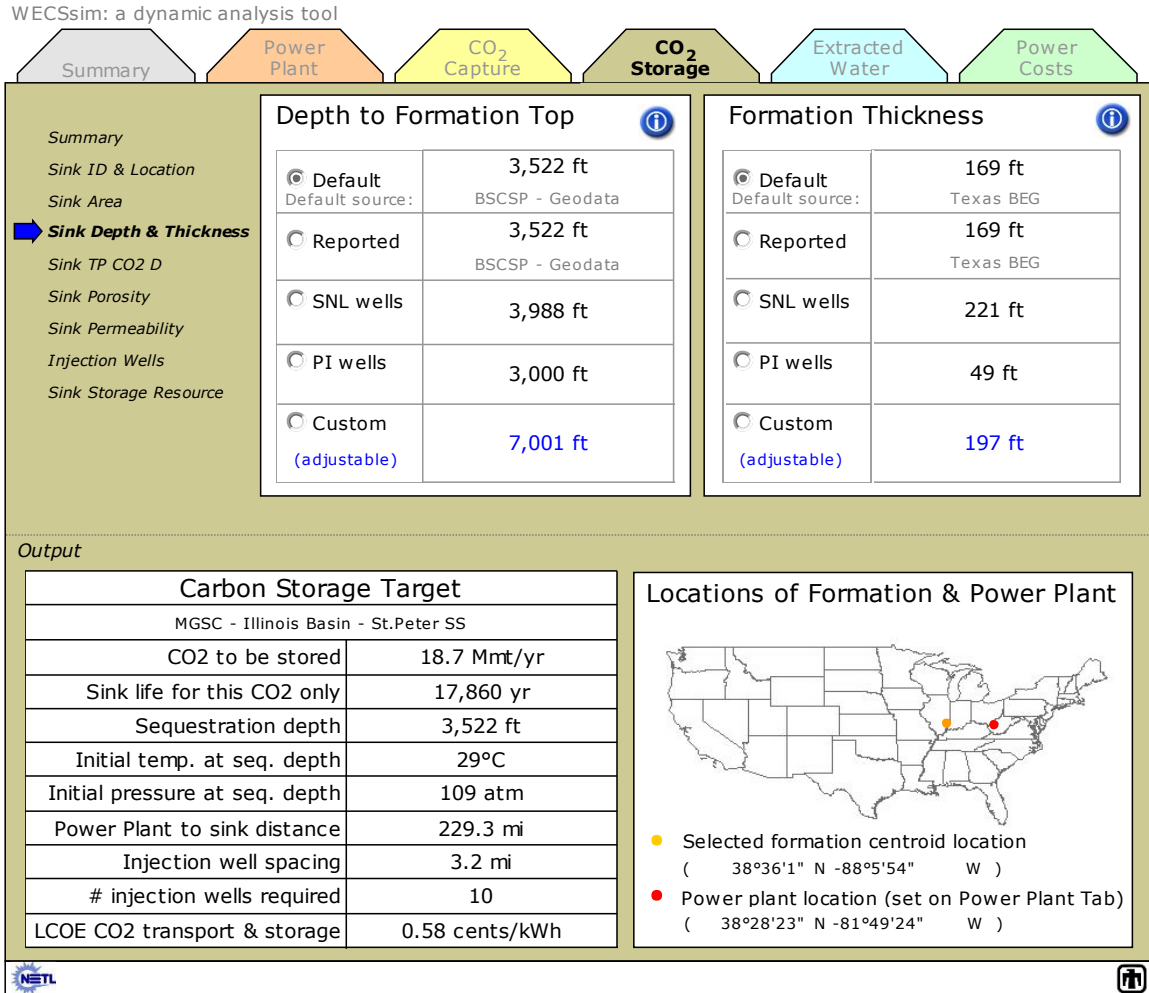 WECSsim: a dynamic analysis tool
Summary
Power Plant
CO2 Capture
CO2 Storage
Extracted Water
Power Costs
Summary
Sink ID & Location
Sink Area
Sink Depth & Thickness
Sink TP CO2 D
Sink Porosity
Sink Permeability
Injection Wells
Sink Storage Resource
Depth to Formation Top
i
Default 3,522 ft
Default source: BSCSP - Geodata
Reported 3,522 ft
BSCSP - Geodata
SNL wells 3,988 ft
PI wells 3,000 ft
Custom
(adjustable) 7,001 ft
Formation Thickness
i
Default 169 ft
Default source: Texas BEG
Reported 169 ft
Texas BEG
SNL wells 221 ft
PI wells 49 ft
Custom
(adjustable) 197 ft
Output
Carbon Storage Target
MGSC - Illinois Basin - St.Peter SS
CO2 to be stored 18.7 Mmt/yr
Sink life for this CO2 only 17,860 yr
Sequestration depth 3,522 ft
Initial temp. at seq. depth 29°C
Initial pressure at seq. depth 109 atm
Power Plant to sink distance 229.3 mi
Injection well spacing 3.2 mi
# injection wells required 10
LCOE CO2 transport & storage 0.58 cents/kWh
Locations of Formation & Power Plant
Selected formation centroid location
( 38°36'1" N -88°5'54" W )
Power plant location (set on Power Plant Tab)
( 38°28'23" N -81°49'24" W )
NETL